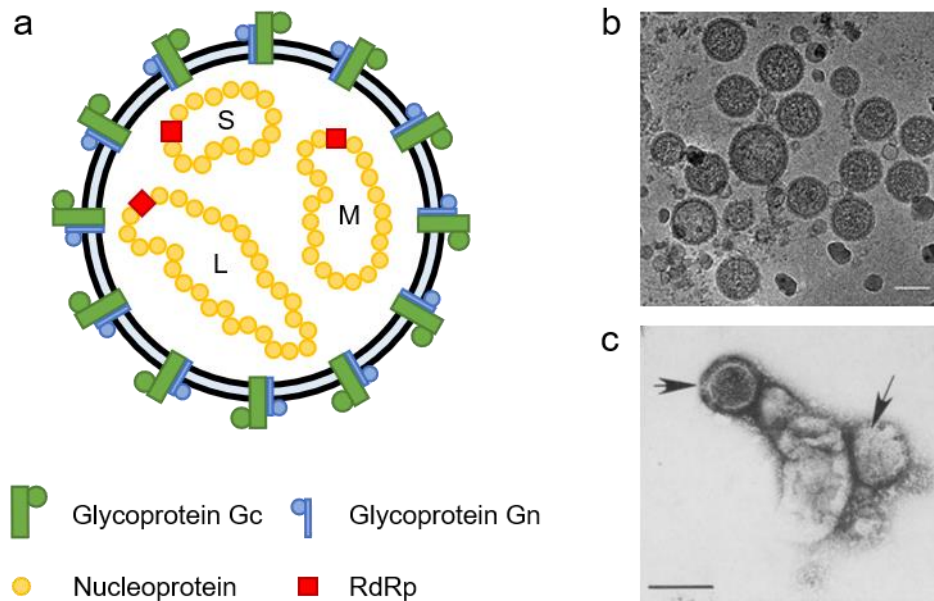 a
S
M
L
Glycoprotein Gc
Glycoprotein Gn
Nucleoprotein
RdRp
b
c